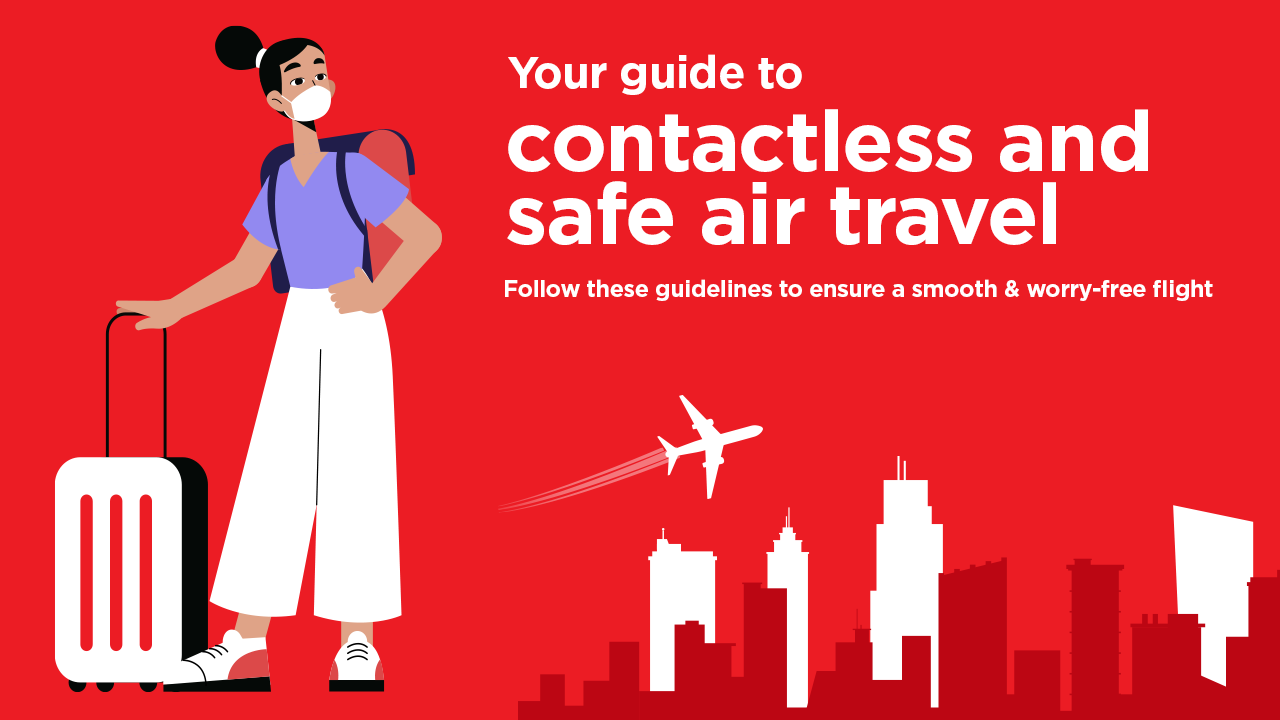 Your guide to
contactless and
safe air travel
Follow these guidelines to ensure a smooth & worry-free flight